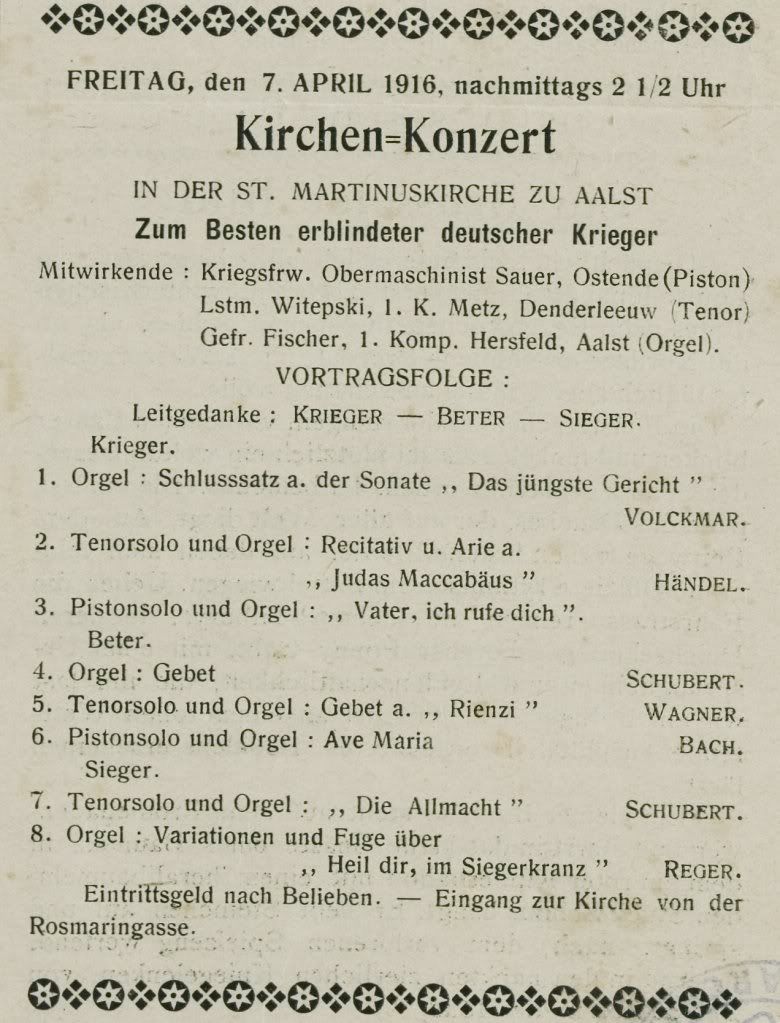 FREITAG, den 7. APRIL 1916, nachmittags 2 1/2 Uhr
Kirchen=Konzert
IN DER ST. MARTINUSKIRCHE ZU AALST
Zum Besten erblindeter deutscher Krieger
Mitwirkende : Kriegsfrw. Obermaschinist Sauer, Ostende (Piston)
Lstm. Witepski, 1. K. Metz, Denderleeuw (Tenor)
Gefr. Fischer, 1. Komp. Hersfeld, Aalst (Orgel).
VORTRAGSFOLGE :
Leitgedanke : KRIEGER — BETER — SIEGER.
Krieger.
1. Orgel : Schlusssatz a. der Sonate ,, Das jüngste Gericht ”
VOLCKMAR.
2. Tenorsolo und Orgel : Recitativ u. Arie a.
,, Judas Maccabäus ” HÄNDEL.
3. Pistonsolo und Orgel : ,, Vater, ich rufe dich ”.
Beter.
4. Orgel : Gebet SCHUBERT.
5. Tenorsolo und Orgel : Gebet a. ,, Rienzi ” WAGNER.
6. Pistonsolo und Orgel : Ave Maria BACH.
Sieger.
7. Tenorsolo und Orgel : ,, Die Allmacht ” SCHUBERT.
8. Orgel : Variationen und Fuge über
,, Heil dir, im Siegerkranz ” REGER.
Eintrittsgeld nach Belieben. — Eingang zur Kirche von der
Rosmaringasse.